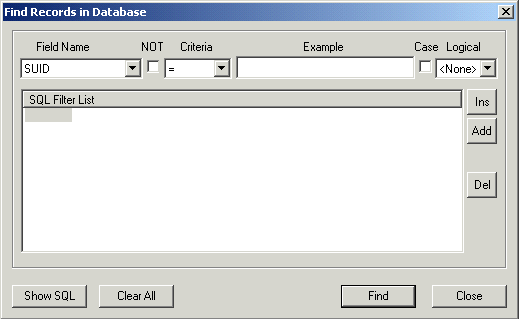 Find Records in Database
Field Name NOT Criteria Example Case Logical
SUID = <None>
SQL Filter List
Ins
Add
Del
Show SQL Clear All Find Close